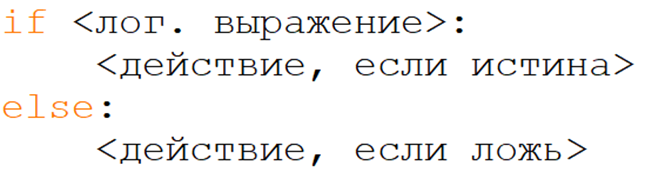 if <лог. выражение>:
    <действие, если истина>
else:
    <действие, если ложь>